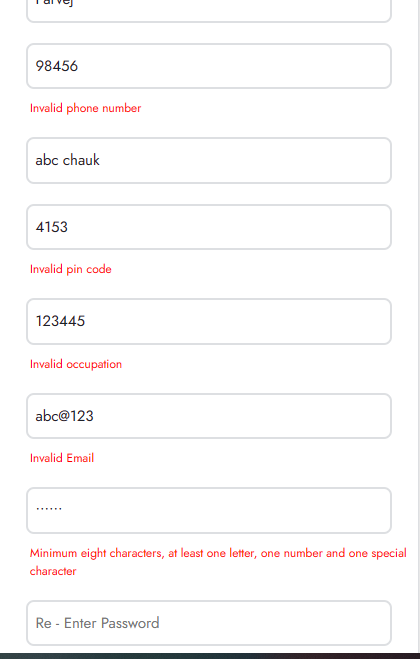 Parvej
98456
Invalid phone number
abc chauk
4153
Invalid pin code
123445
Invalid occupation
abc@123
Invalid Email
······
Minimum eight characters, at least one letter, one number and one special
character
Re - Enter Password